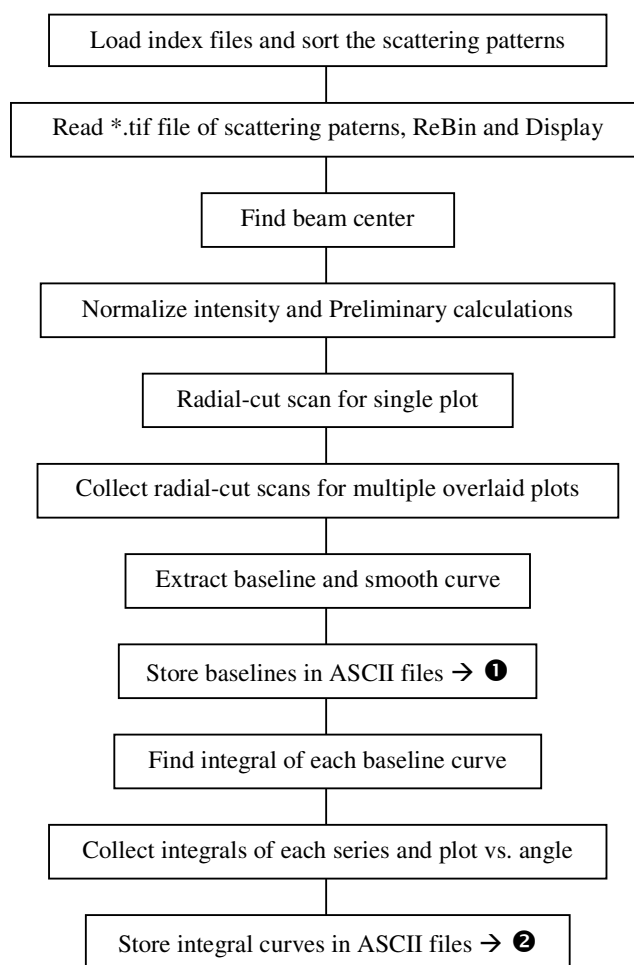 Load index files and sort the scattering patterns
Read *.tif file of scattering paterns, ReBin and Display
Find beam center
Normalize intensity and Preliminary calculations
Radial-cut scan for single plot
Collect radial-cut scans for multiple overlaid plots
Extract baseline and smooth curve
Store baselines in ASCII files → ❶
Find integral of each baseline curve
Collect integrals of each series and plot vs. angle
Store integral curves in ASCII files → ❷